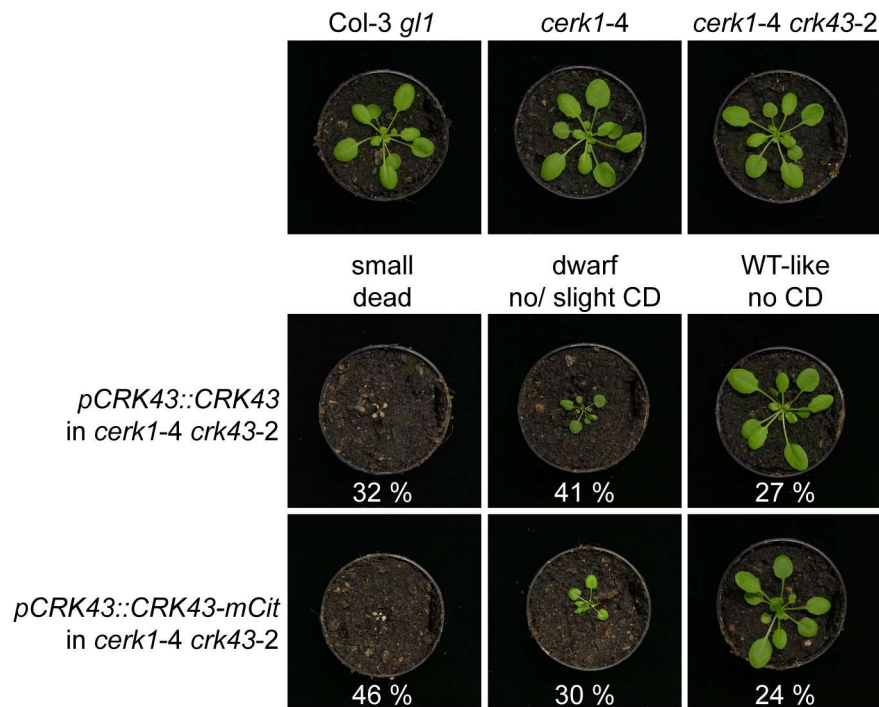 Col-3 gl1
cerk1-4
cerk1-4 crk43-2
small
dead
dwarf
no/ slight CD
WT-like
no CD
pCRK43::CRK43
in cerk1-4 crk43-2
32 %
41 %
27 %
pCRK43::CRK43-mCit
in cerk1-4 crk43-2
46 %
30 %
24 %